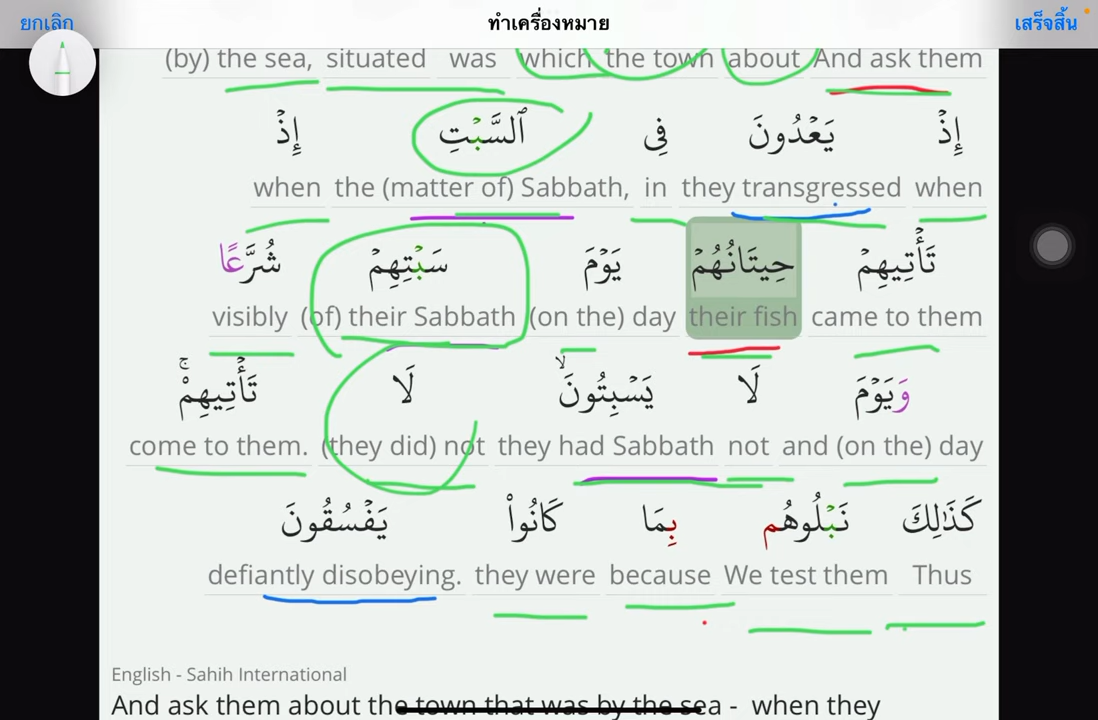 ยกเลิก ทำเครื่องหมาย เสร็จสิ้น
(by) the sea, situated was which the town about And ask them
إِذْ يَعْدُونَ فِى ٱلسَّبْتِ إِذْ
when the (matter of) Sabbath, in they transgressed when
تَأْتِيهِمْ حِيتَانُهُمْ يَوْمَ سَبْتِهِمْ شُرَّعًا
visibly (of) their Sabbath (on the) day their fish came to them
وَيَوْمَ لَا يَسْبِتُونَ ۙ لَا تَأْتِيهِمْ ۚ
come to them. (they did) not they had Sabbath not and (on the) day
كَذَٰلِكَ نَبْلُوهُم بِمَا كَانُوا۟ يَفْسُقُونَ
defiantly disobeying. they were because We test them Thus
English - Sahih International
And ask them about the town that was by the sea - when they